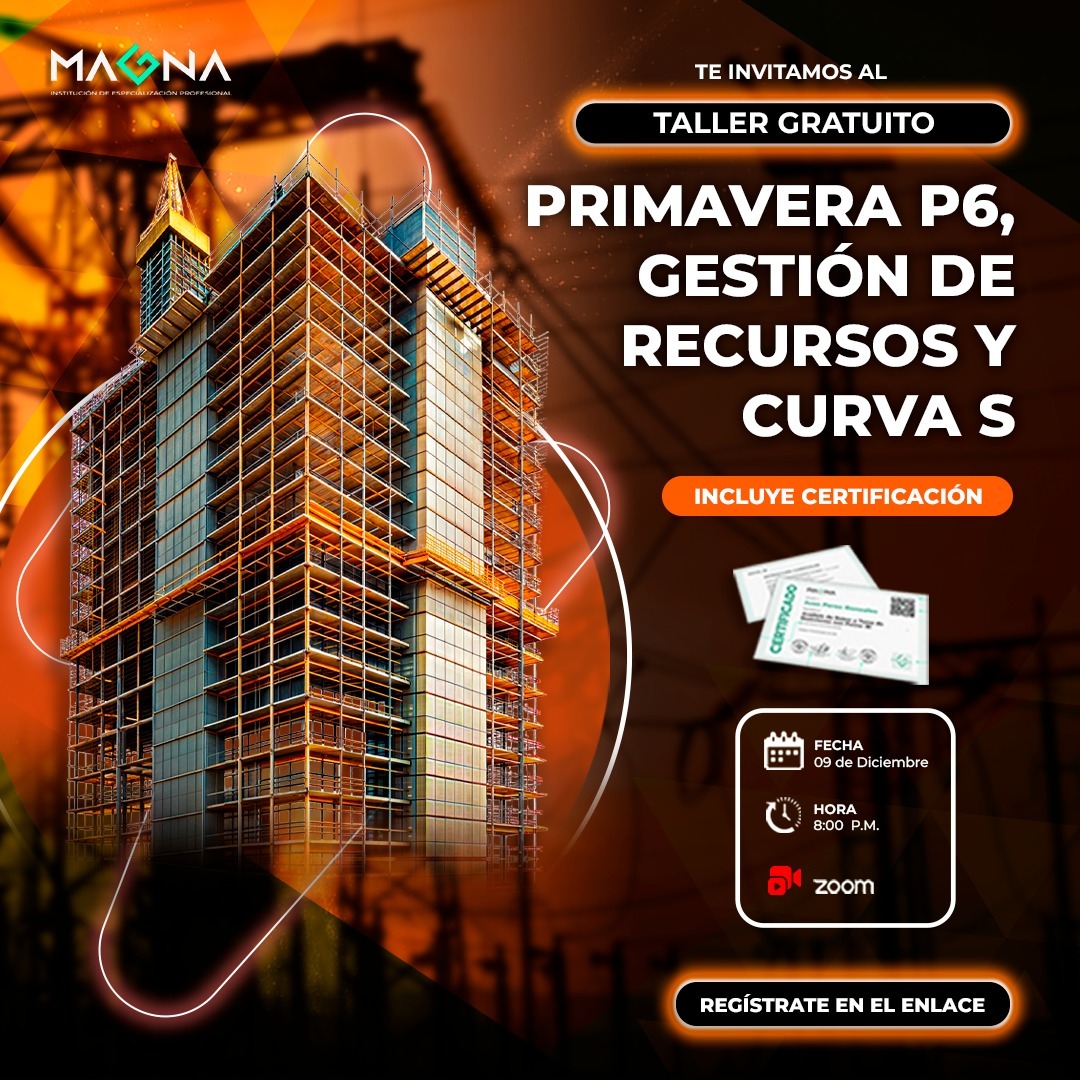 MAGNA
INSTITUCIÓN DE ESPECIALIZACIÓN PROFESIONAL
TE INVITAMOS AL
TALLER GRATUITO
PRIMAVERA P6,
GESTIÓN DE
RECURSOS Y
CURVA S
INCLUYE CERTIFICACIÓN
CERTIFICADO
FECHA
09 de Diciembre
HORA
8:00 P.M.
zoom
REGÍSTRATE EN EL ENLACE